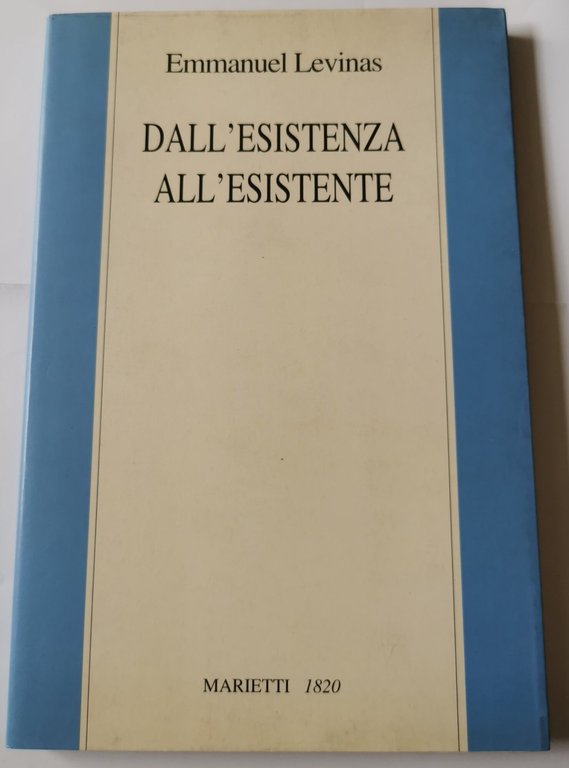 Emmanuel Levinas
DALL'ESISTENZA
ALL'ESISTENTE
MARIETTI 1820